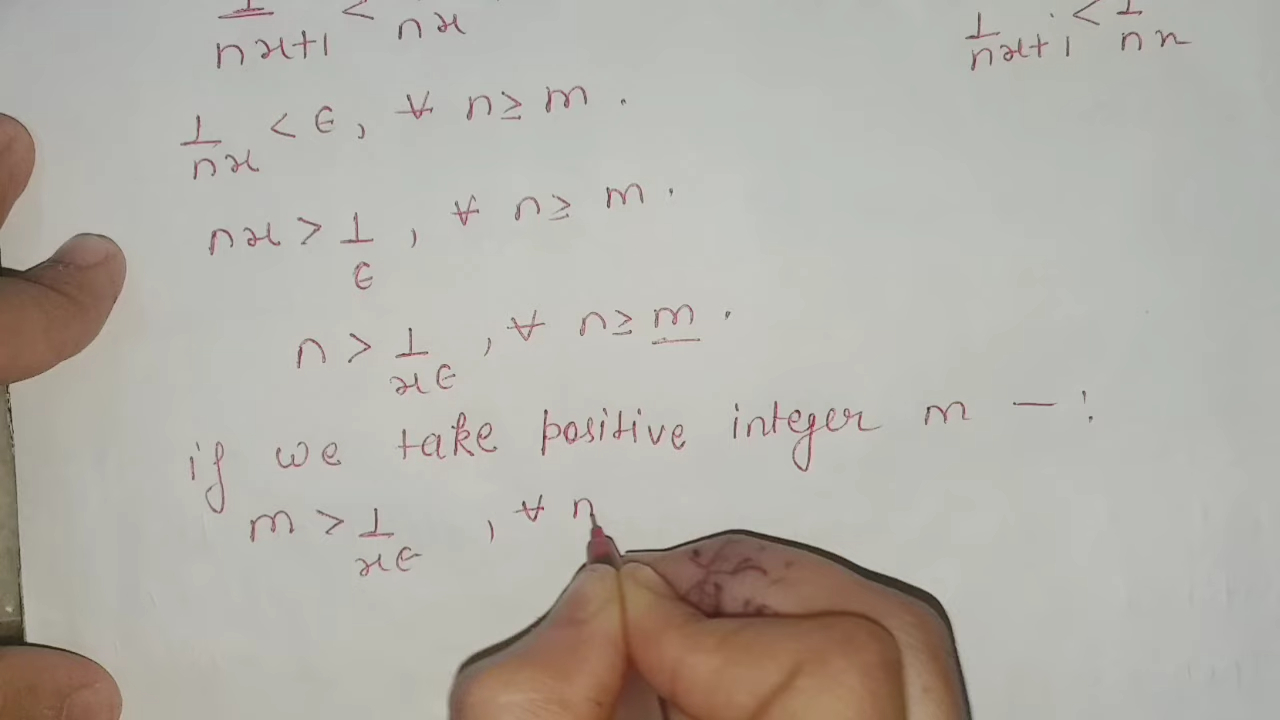 1/(nx+1) < 1/(nx)
1/(nx+1) < 1/(nx)
1/(nx) < ϵ, ∀ n ≥ m.
nx > 1/ϵ, ∀ n ≥ m.
n > 1/(xϵ), ∀ n ≥ m.
if we take positive integer m – :
m > 1/(xϵ), ∀ n